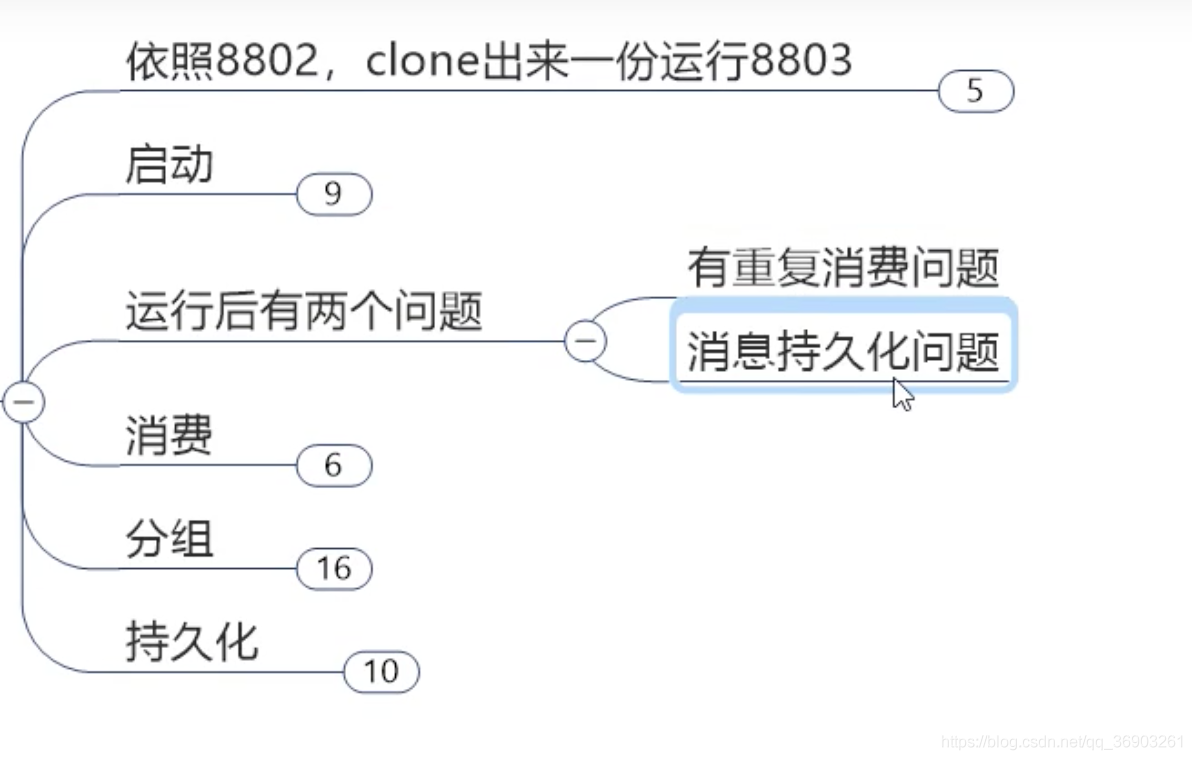 依照8802，clone出来一份运行8803
5
启动
9
运行后有两个问题
有重复消费问题
消息持久化问题
消费
6
分组
16
持久化
10
https://blog.csdn.net/qq_36903261